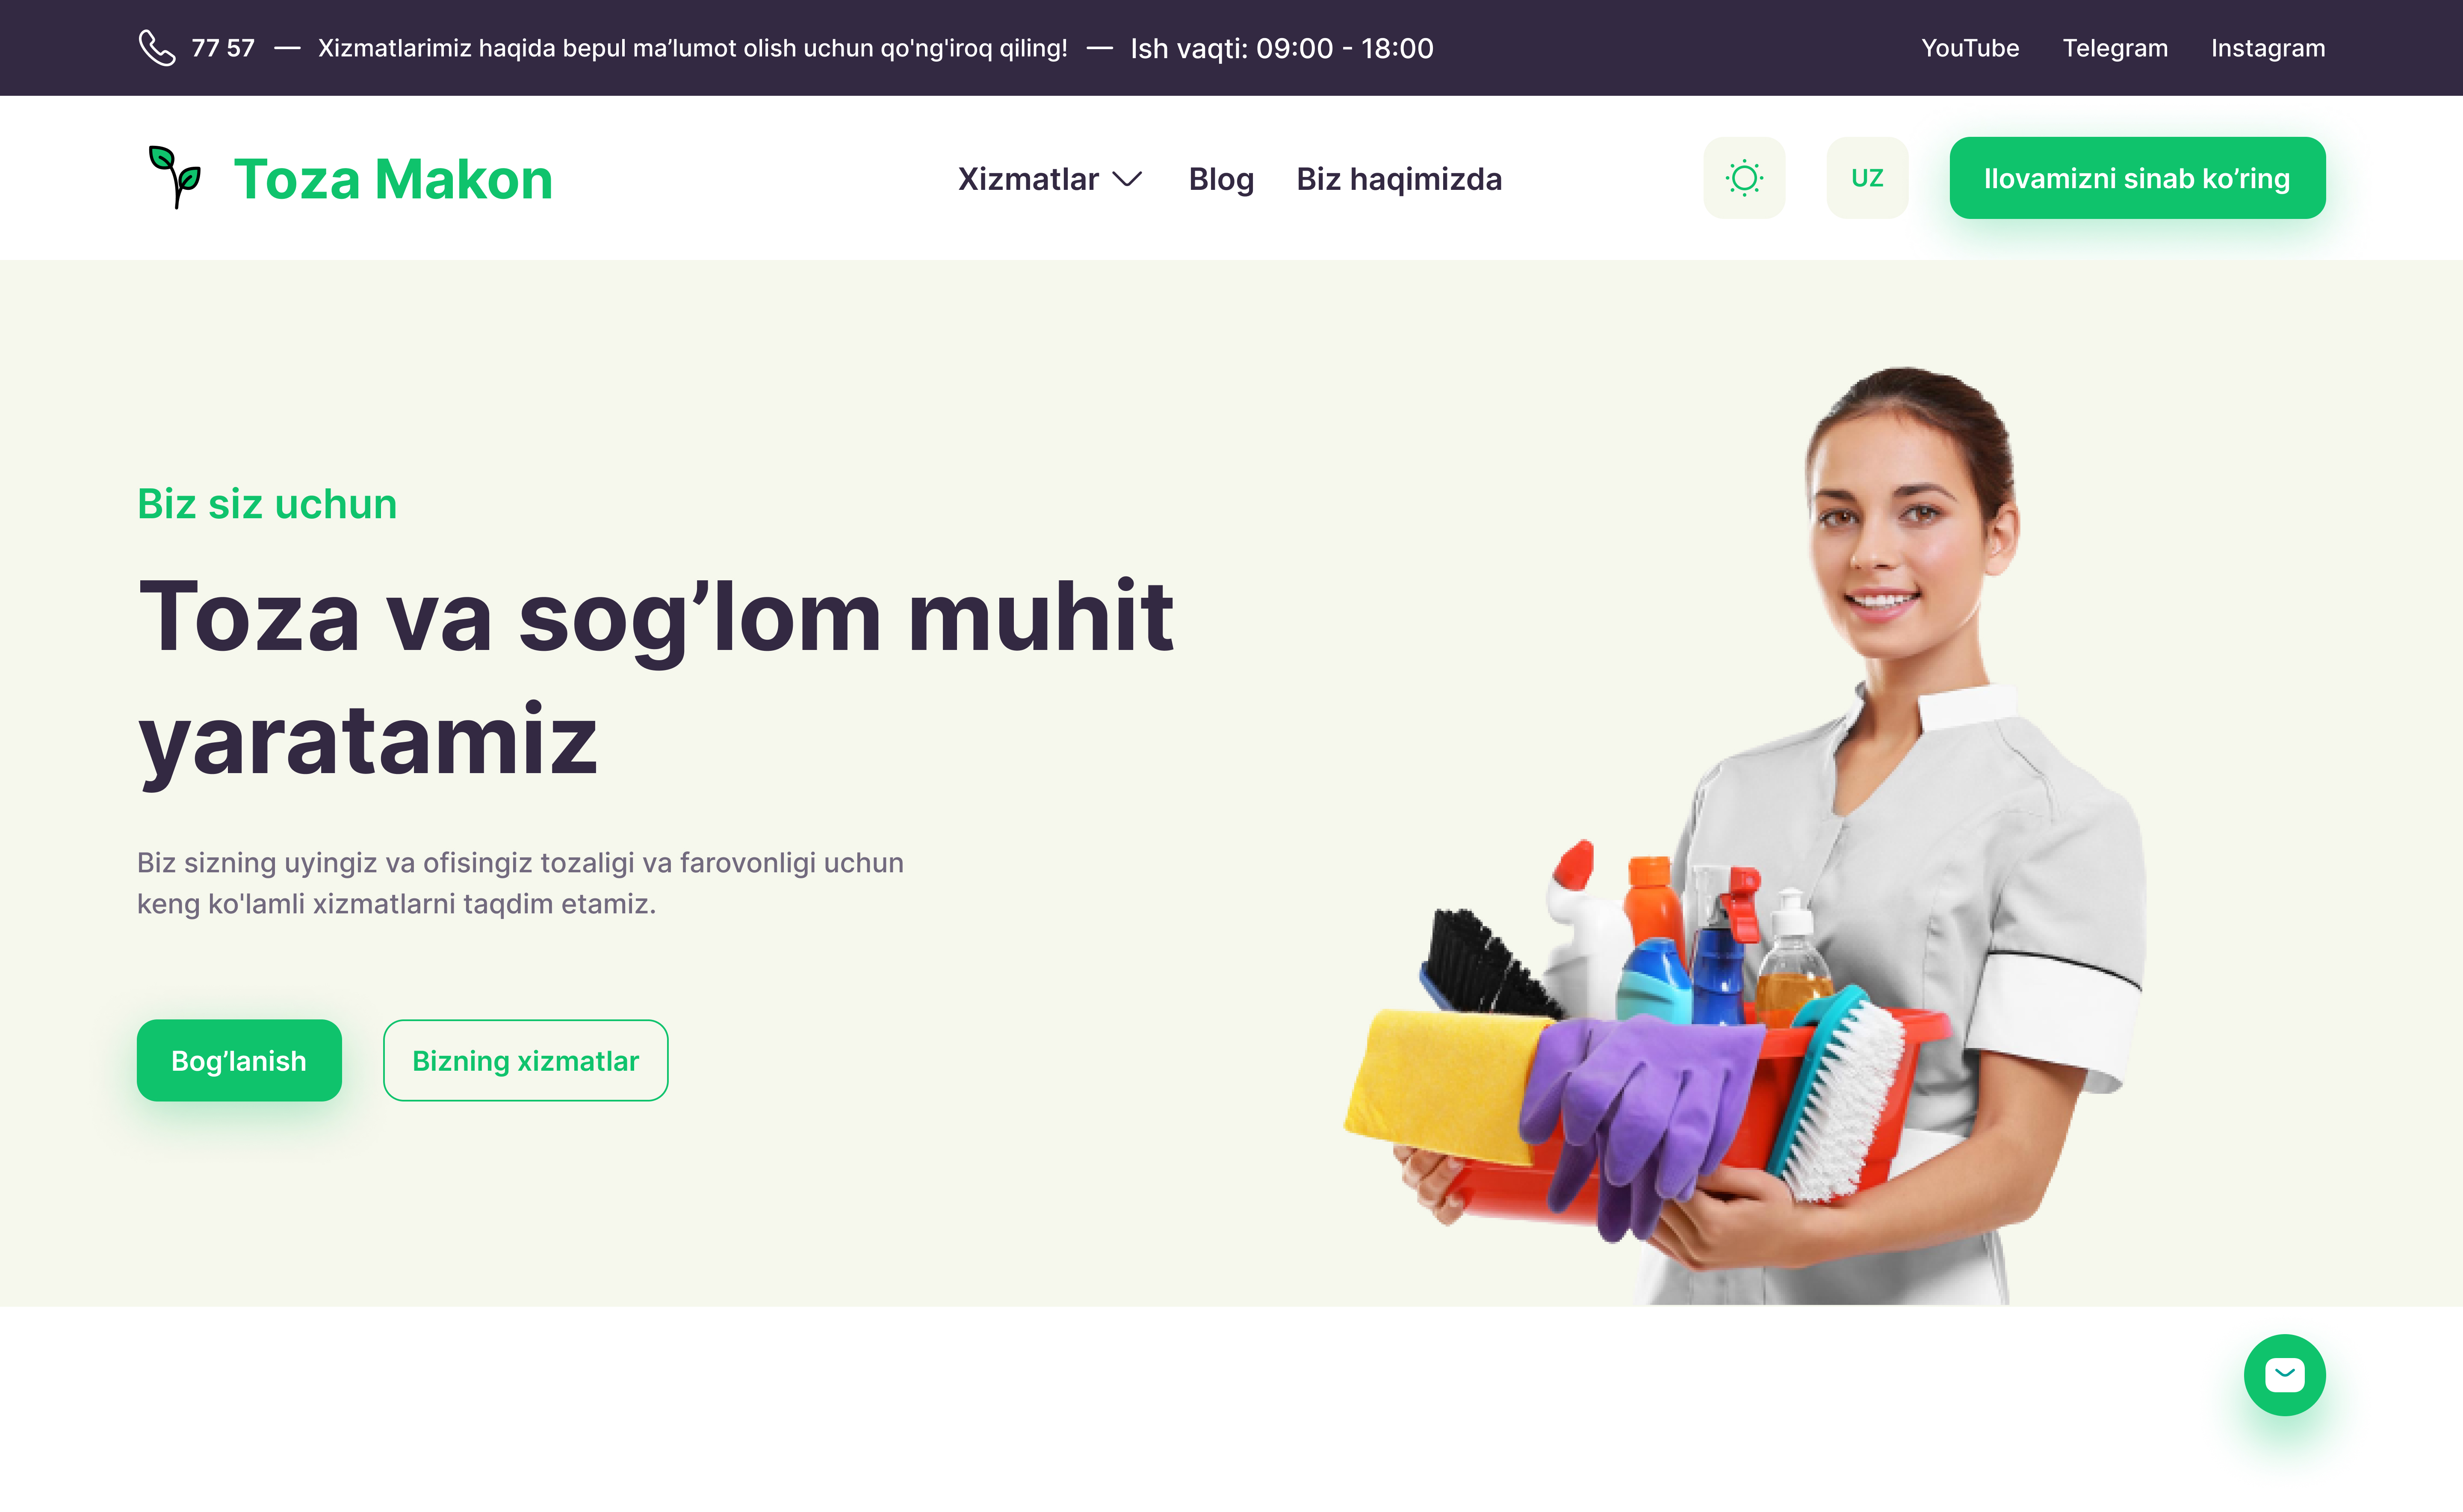 77 57 — Xizmatlarimiz haqida bepul ma’lumot olish uchun qo'ng'iroq qiling! — Ish vaqti: 09:00 - 18:00 YouTube Telegram Instagram
Toza Makon Xizmatlar Blog Biz haqimizda UZ Ilovamizni sinab ko’ring
Biz siz uchun
Toza va sog’lom muhit
yaratamiz
Biz sizning uyingiz va ofisingiz tozaligi va farovonligi uchun
keng ko'lamli xizmatlarni taqdim etamiz.
Bog’lanish Bizning xizmatlar